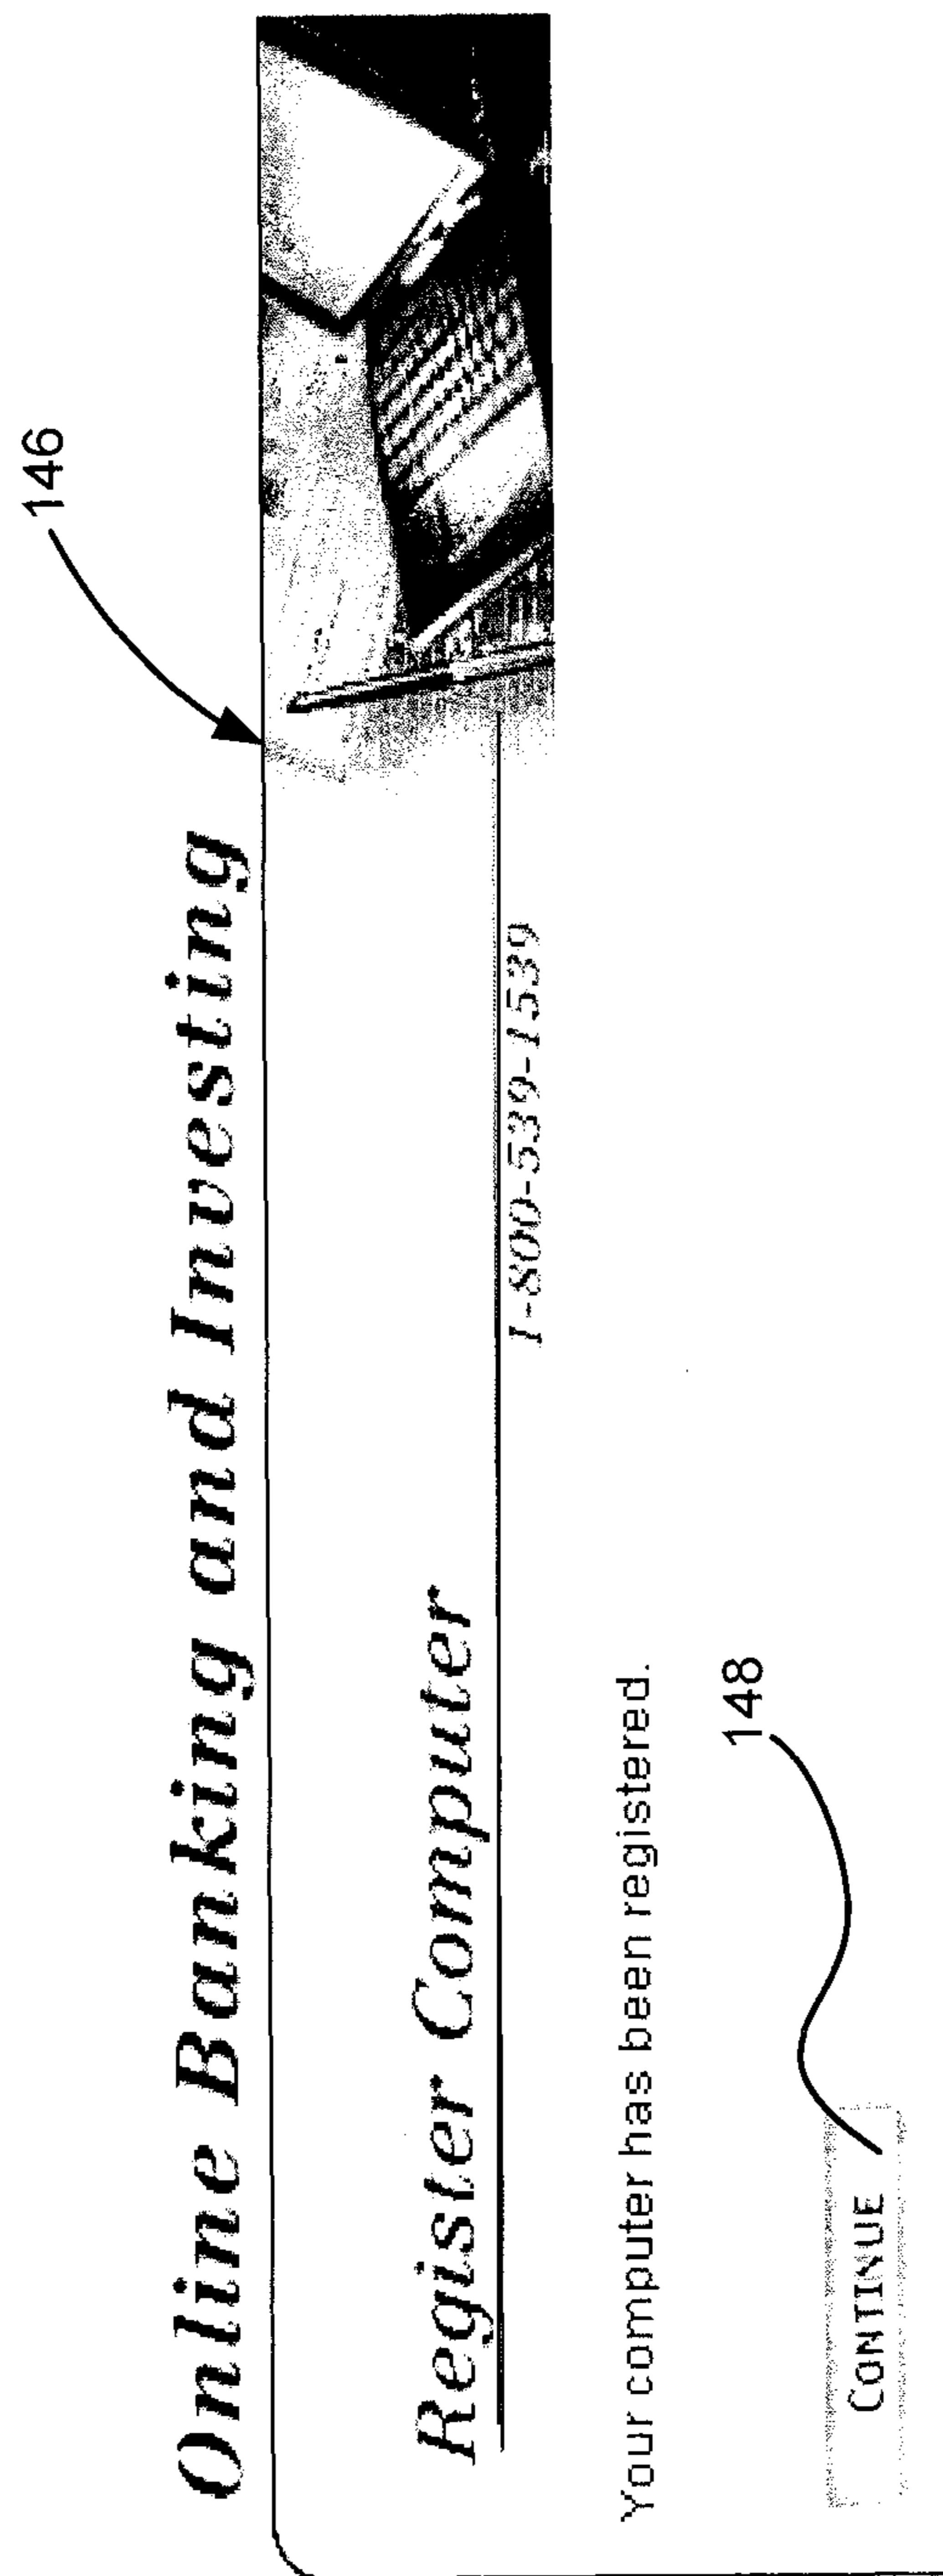 146
Online Banking and Investing
Register Computer
1-800-539-1539
Your computer has been registered.
148
CONTINUE